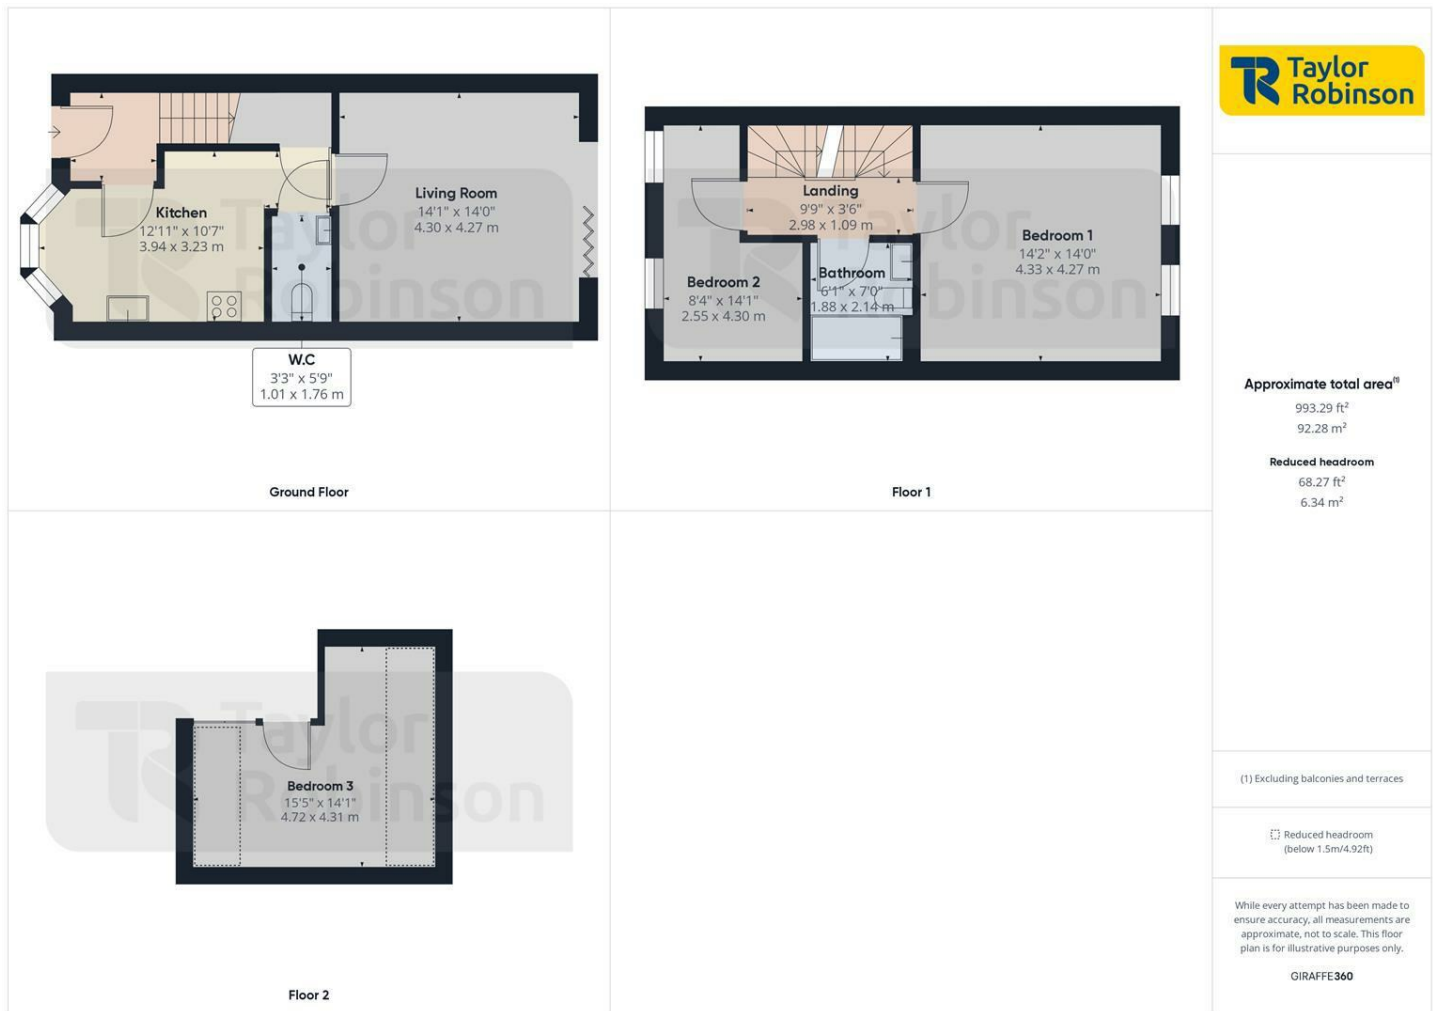 Kitchen
12'11" x 10'7"
3.94 x 3.23 m
Living Room
14'1" x 14'0"
4.30 x 4.27 m
W.C
3'3" x 5'9"
1.01 x 1.76 m
Ground Floor
Landing
9'9" x 3'6"
2.98 x 1.09 m
Bedroom 1
14'2" x 14'0"
4.33 x 4.27 m
Bedroom 2
8'4" x 14'1"
2.55 x 4.30 m
Bathroom
6'1" x 7'0"
1.88 x 2.14 m
Floor 1
Bedroom 3
15'5" x 14'1"
4.72 x 4.31 m
Floor 2
Taylor
Robinson
Taylor
Robinson
Taylor
Robinson
Taylor
Robinson
Approximate total area(1)
993.29 ft²
92.28 m²
Reduced headroom
68.27 ft²
6.34 m²
(1) Excluding balconies and terraces
Reduced headroom
(below 1.5m/4.92ft)
While every attempt has been made to
ensure accuracy, all measurements are
approximate, not to scale. This floor
plan is for illustrative purposes only.
GIRAFFE360